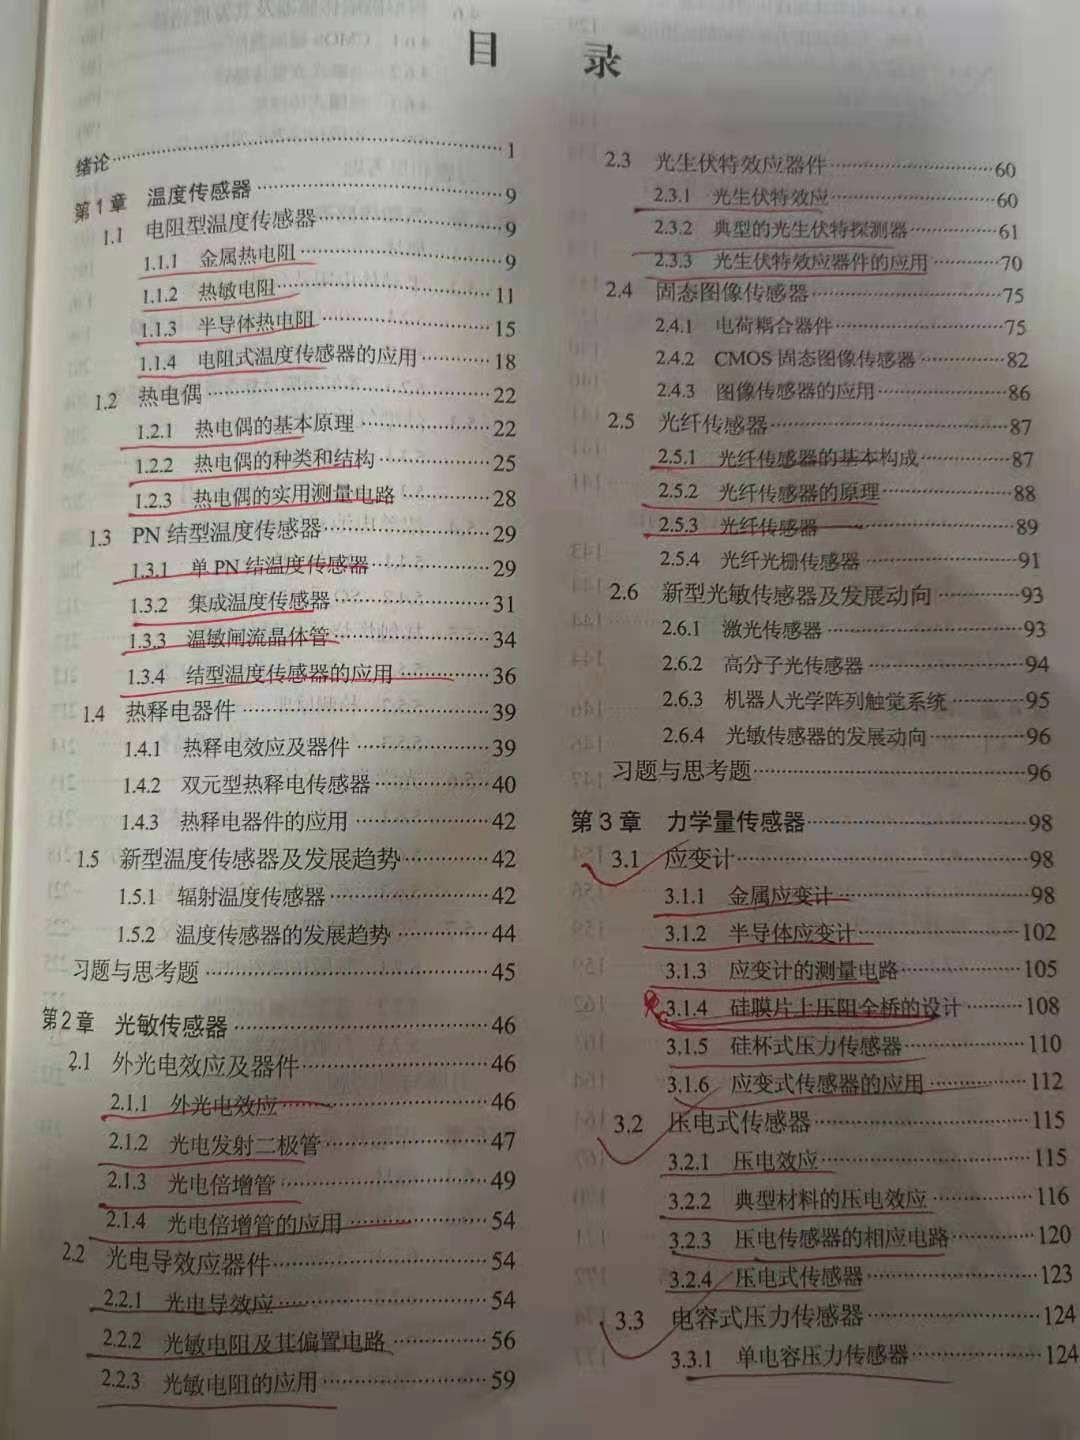 目 录
绪论 1
第1章 温度传感器 9
1.1 电阻型温度传感器 9
1.1.1 金属热电阻 9
1.1.2 热敏电阻 11
1.1.3 半导体热电阻 15
1.1.4 电阻式温度传感器的应用 18
1.2 热电偶 22
1.2.1 热电偶的基本原理 22
1.2.2 热电偶的种类和结构 25
1.2.3 热电偶的实用测量电路 28
1.3 PN结型温度传感器 29
1.3.1 单PN结温度传感器 29
1.3.2 集成温度传感器 31
1.3.3 温敏闸流晶体管 34
1.3.4 结型温度传感器的应用 36
1.4 热释电器件 39
1.4.1 热释电效应及器件 39
1.4.2 双元型热释电传感器 40
1.4.3 热释电器件的应用 42
1.5 新型温度传感器及发展趋势 42
1.5.1 辐射温度传感器 42
1.5.2 温度传感器的发展趋势 44
习题与思考题 45
第2章 光敏传感器 46
2.1 外光电效应及器件 46
2.1.1 外光电效应 46
2.1.2 光电发射二极管 47
2.1.3 光电倍增管 49
2.1.4 光电倍增管的应用 54
2.2 光电导效应器件 54
2.2.1 光电导效应 54
2.2.2 光敏电阻及其偏置电路 56
2.2.3 光敏电阻的应用 59
2.3 光生伏特效应器件 60
2.3.1 光生伏特效应 60
2.3.2 典型的光生伏特探测器 61
2.3.3 光生伏特效应器件的应用 70
2.4 固态图像传感器 75
2.4.1 电荷耦合器件 75
2.4.2 CMOS固态图像传感器 82
2.4.3 图像传感器的应用 86
2.5 光纤传感器 87
2.5.1 光纤传感器的基本构成 87
2.5.2 光纤传感器的原理 88
2.5.3 光纤传感器 89
2.5.4 光纤光栅传感器 91
2.6 新型光敏传感器及发展动向 93
2.6.1 激光传感器 93
2.6.2 高分子光传感器 94
2.6.3 机器人光学阵列触觉系统 95
2.6.4 光敏传感器的发展动向 96
习题与思考题 96
第3章 力学量传感器 98
3.1 应变计 98
3.1.1 金属应变计 98
3.1.2 半导体应变计 102
3.1.3 应变计的测量电路 105
3.1.4 硅膜片上压阻全桥的设计 108
3.1.5 硅杯式压力传感器 110
3.1.6 应变式传感器的应用 112
3.2 压电式传感器 115
3.2.1 压电效应 115
3.2.2 典型材料的压电效应 116
3.2.3 压电传感器的相应电路 120
3.2.4 压电式传感器 123
3.3 电容式压力传感器 124
3.3.1 单电容压力传感器 124